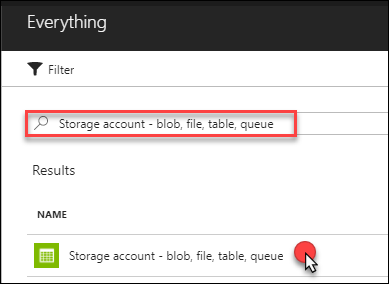 Everything
Filter
Storage account - blob, file, table, queue
Results
NAME
Storage account - blob, file, table, queue